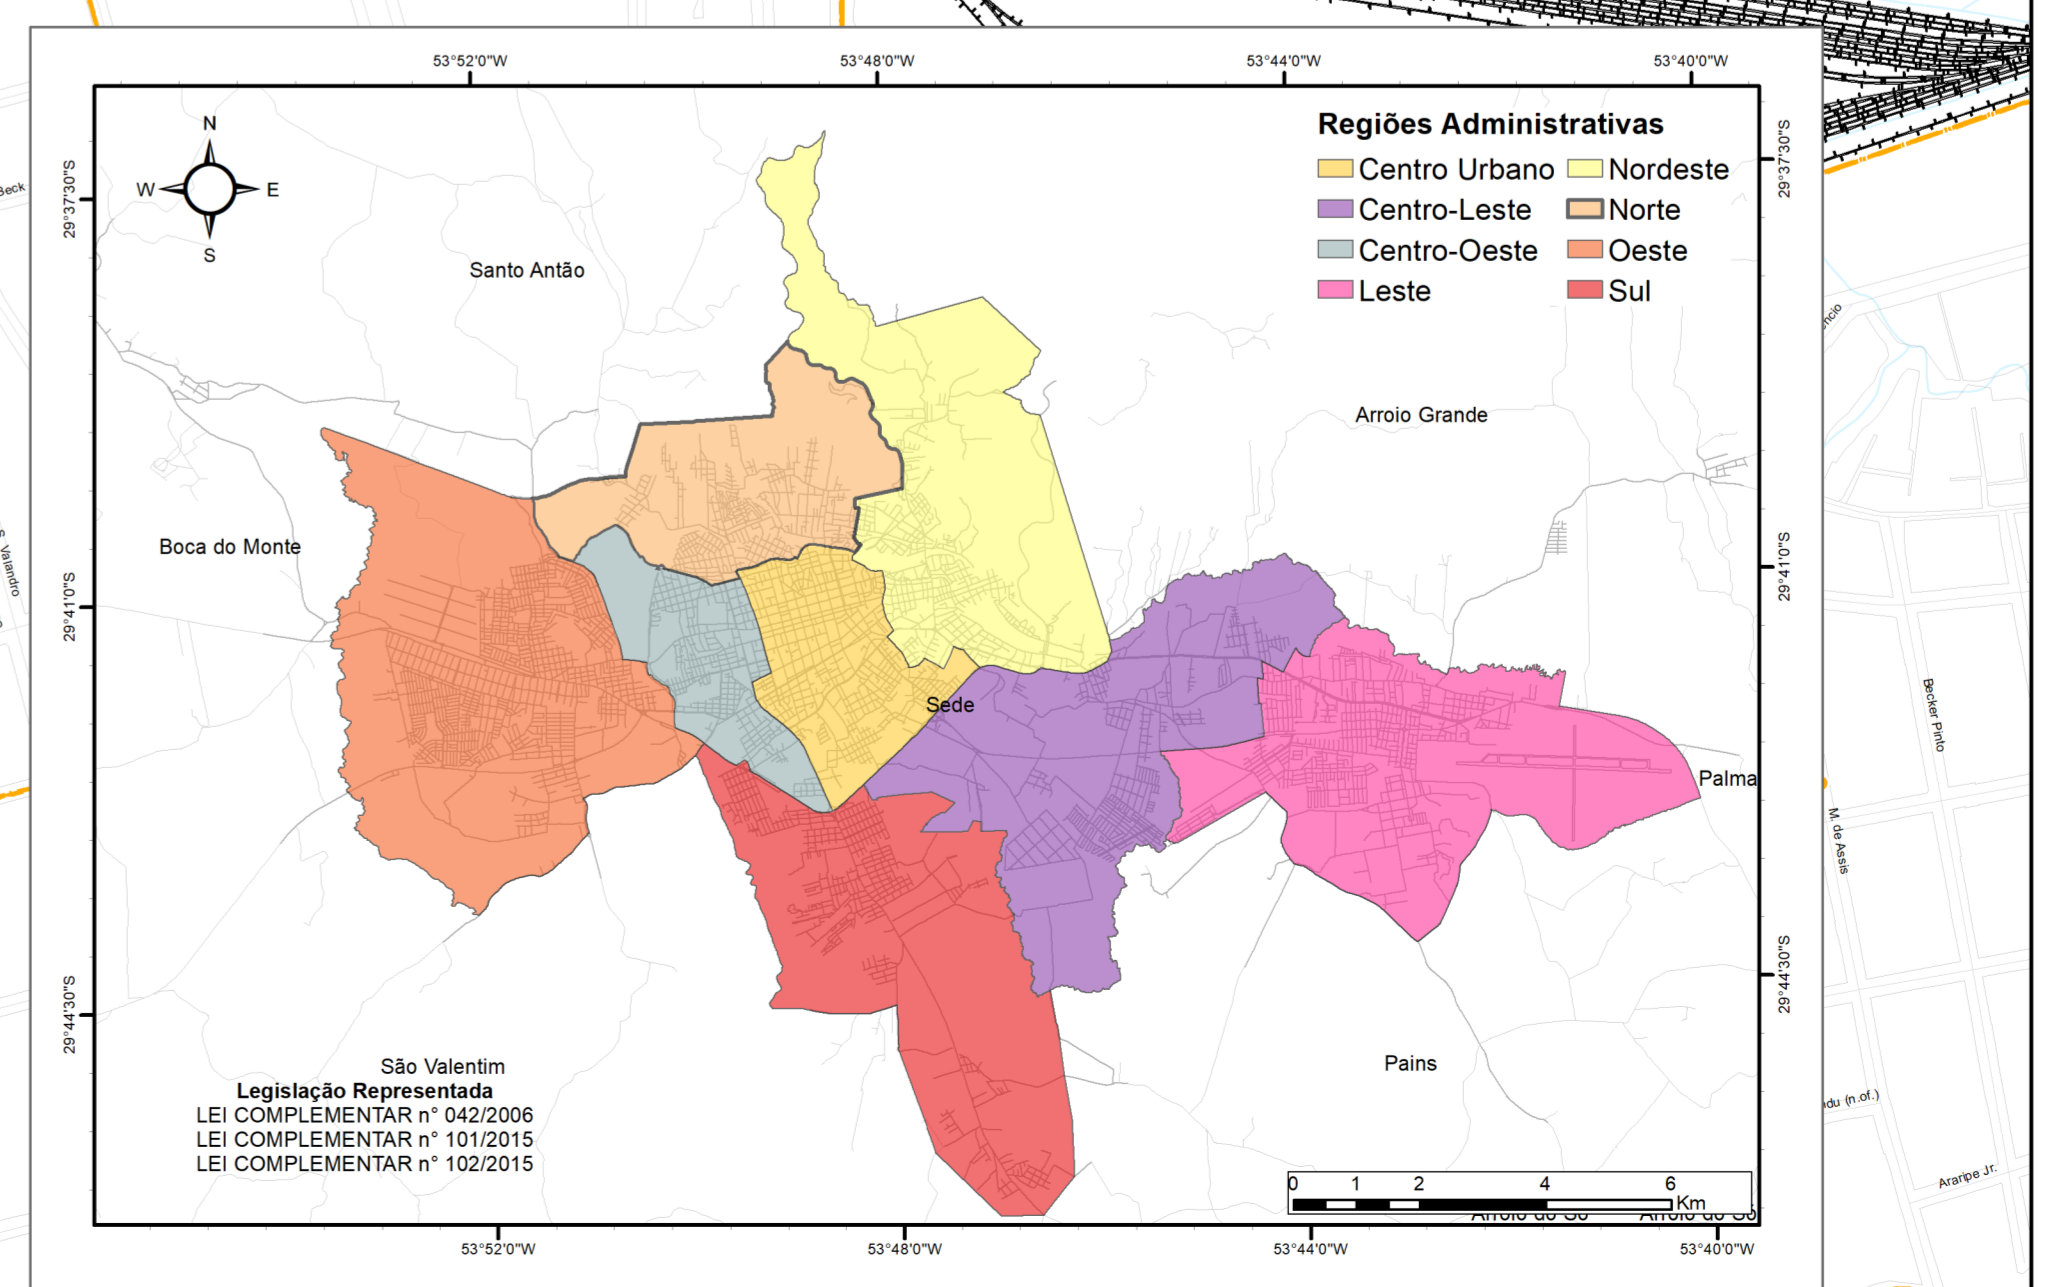 53°52'0"W
53°48'0"W
53°44'0"W
53°40'0"W
N
W
E
S
29°37'30"S
29°37'30"S
Regiões Administrativas
Centro Urbano
Nordeste
Centro-Leste
Norte
Centro-Oeste
Oeste
Leste
Sul
Beck
Santo Antão
Arroio Grande
Boca do Monte
29°41'0"S
29°41'0"S
Sede
Becker Pinto
Palma
M. de Assis
29°44'30"S
29°44'30"S
São Valentim
Pains
Legislação Representada
LEI COMPLEMENTAR n° 042/2006
LEI COMPLEMENTAR n° 101/2015
LEI COMPLEMENTAR n° 102/2015
(n.of.)
Araripe Jr.
0 1 2 4 6
Km
53°52'0"W
53°48'0"W
53°44'0"W
53°40'0"W